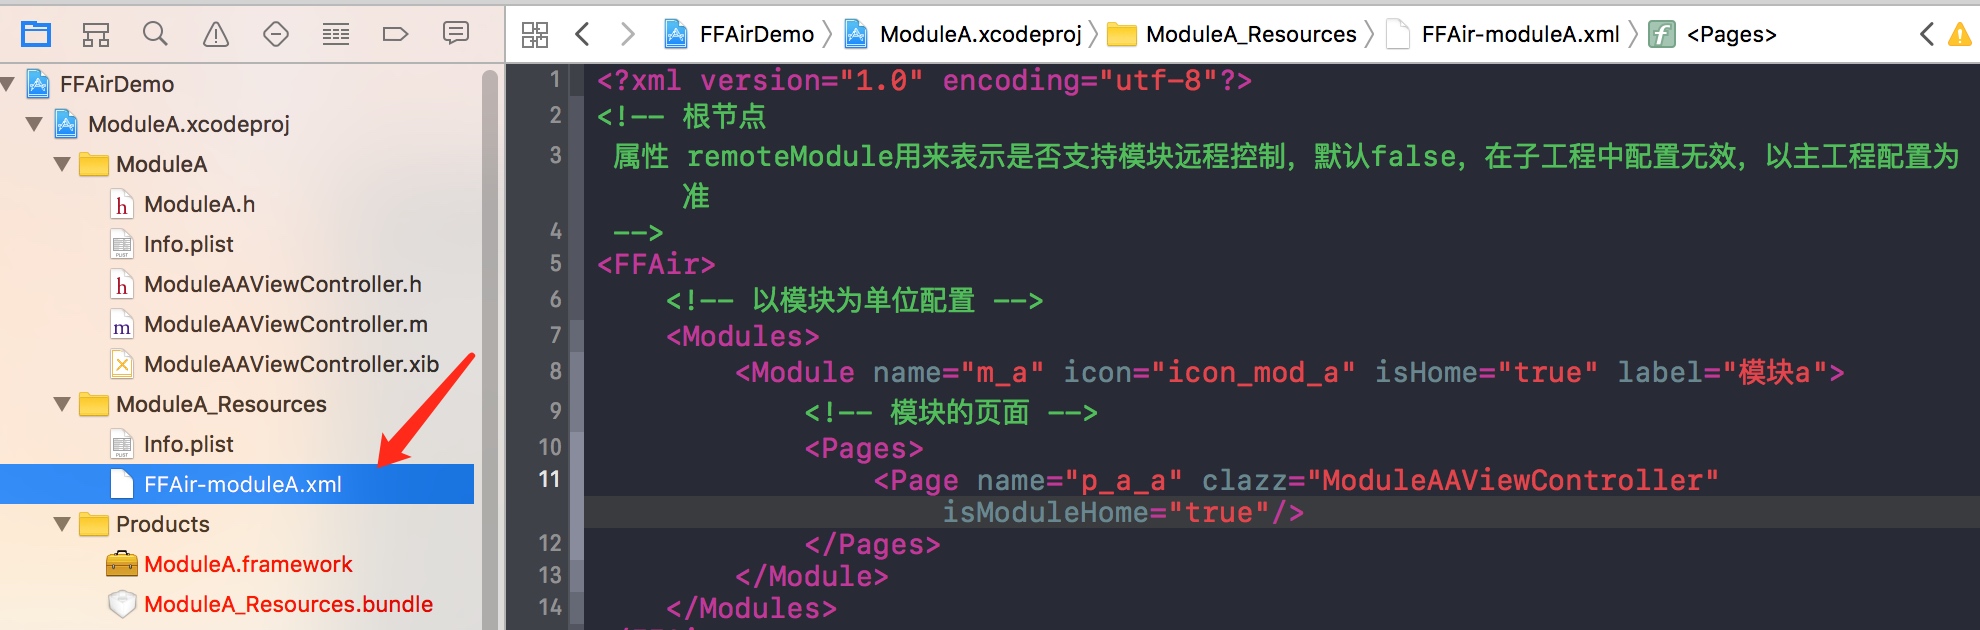 FFAirDemo
ModuleA.xcodeproj
ModuleA
ModuleA.h
Info.plist
ModuleAAViewController.h
ModuleAAViewController.m
ModuleAAViewController.xib
ModuleA_Resources
Info.plist
FFAir-moduleA.xml
Products
ModuleA.framework
ModuleA_Resources.bundle
FFAirDemo 〉 ModuleA.xcodeproj 〉 ModuleA_Resources 〉 FFAir-moduleA.xml 〉 f <Pages>
1 <?xml version="1.0" encoding="utf-8"?>
2 <!-- 根节点
3 属性 remoteModule用来表示是否支持模块远程控制，默认false，在子工程中配置无效，以主工程配置为
准
4 -->
5 <FFAir>
6 <!-- 以模块为单位配置 -->
7 <Modules>
8 <Module name="m_a" icon="icon_mod_a" isHome="true" label="模块a">
9 <!-- 模块的页面 -->
10 <Pages>
11 <Page name="p_a_a" clazz="ModuleAAViewController"
isModuleHome="true"/>
12 </Pages>
13 </Module>
14 </Modules>